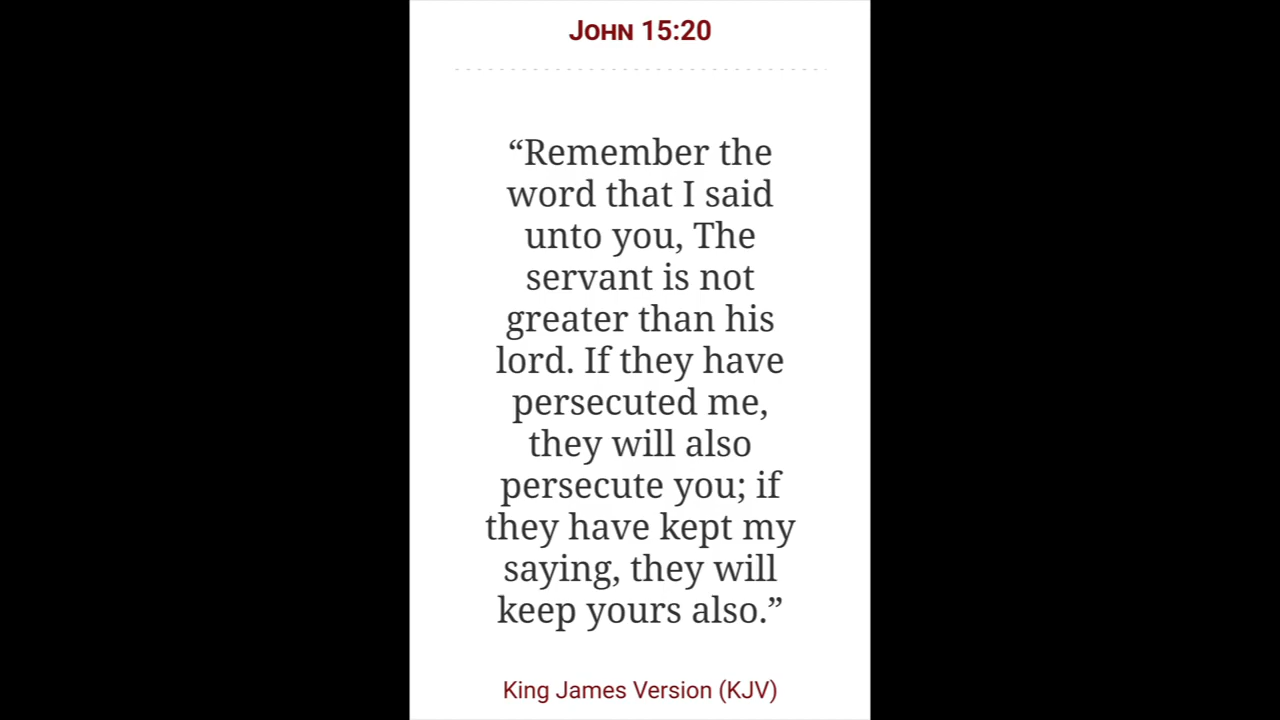 John 15:20
“Remember the
word that I said
unto you, The
servant is not
greater than his
lord. If they have
persecuted me,
they will also
persecute you; if
they have kept my
saying, they will
keep yours also.”
King James Version (KJV)